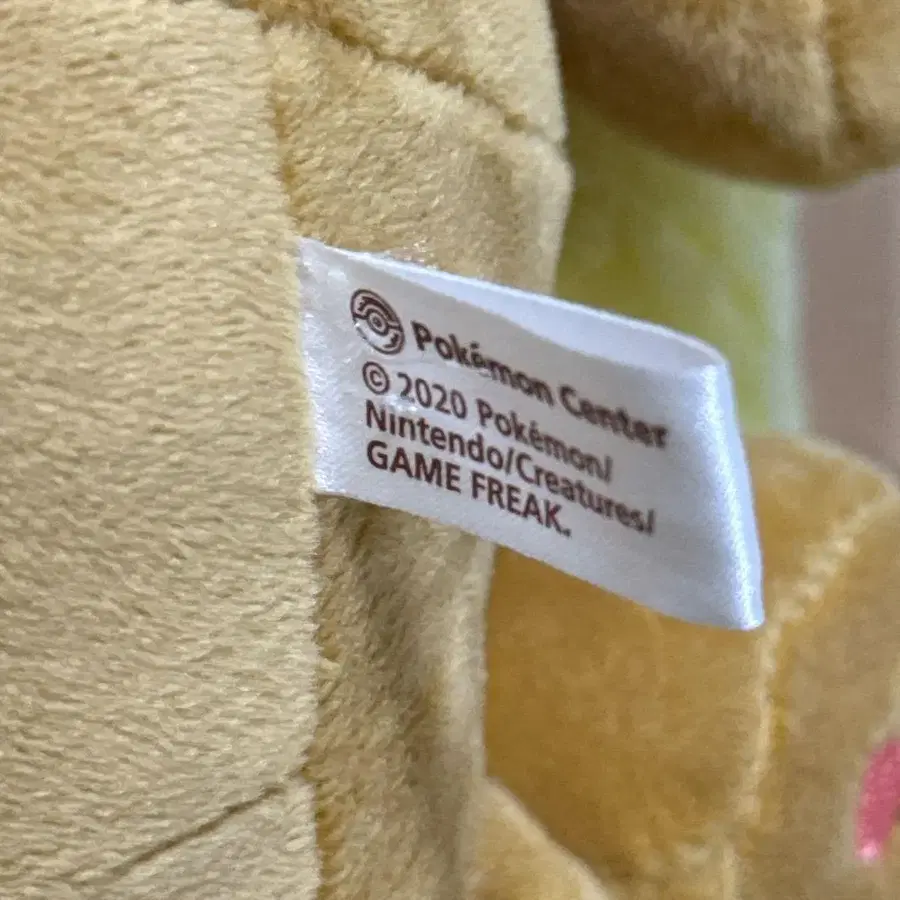 Pokémon Center
© 2020 Pokémon/
Nintendo/Creatures/
GAME FREAK.